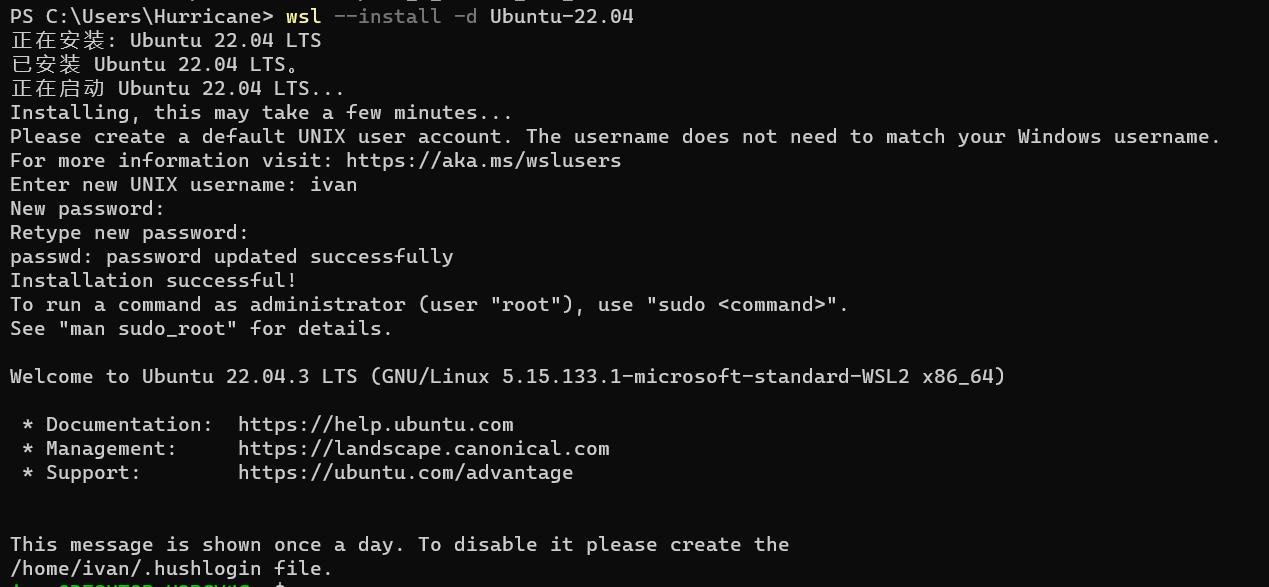 PS C:\Users\Hurricane> wsl --install -d Ubuntu-22.04
正在安装: Ubuntu 22.04 LTS
已安装 Ubuntu 22.04 LTS。
正在启动 Ubuntu 22.04 LTS...
Installing, this may take a few minutes...
Please create a default UNIX user account. The username does not need to match your Windows username.
For more information visit: https://aka.ms/wslusers
Enter new UNIX username: ivan
New password:
Retype new password:
passwd: password updated successfully
Installation successful!
To run a command as administrator (user "root"), use "sudo <command>".
See "man sudo_root" for details.
Welcome to Ubuntu 22.04.3 LTS (GNU/Linux 5.15.133.1-microsoft-standard-WSL2 x86_64)
* Documentation: https://help.ubuntu.com
* Management: https://landscape.canonical.com
* Support: https://ubuntu.com/advantage
This message is shown once a day. To disable it please create the
/home/ivan/.hushlogin file.